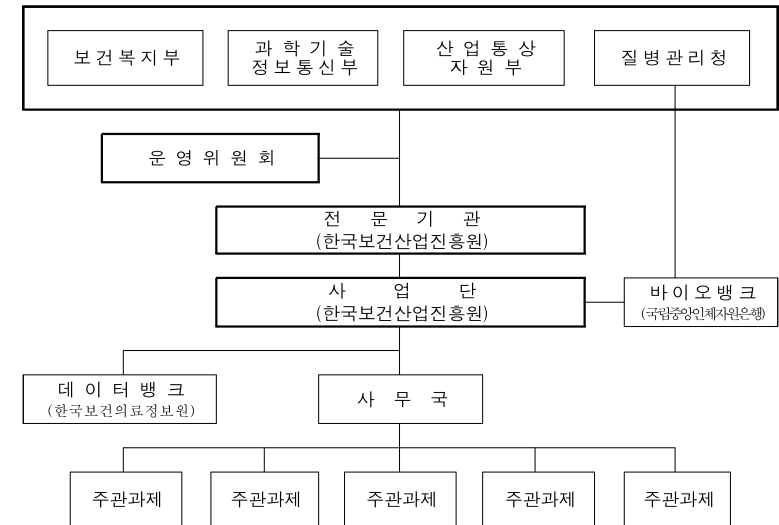 보건복지부
과학기술
정보통신부
산업통상
자원부
질병관리청
운영위원회
전문기관
(한국보건산업진흥원)
사업단
(한국보건산업진흥원)
바이오뱅크
(국립중앙인체자원은행)
데이터뱅크
(한국보건의료정보원)
사무국
주관과제
주관과제
주관과제
주관과제
주관과제